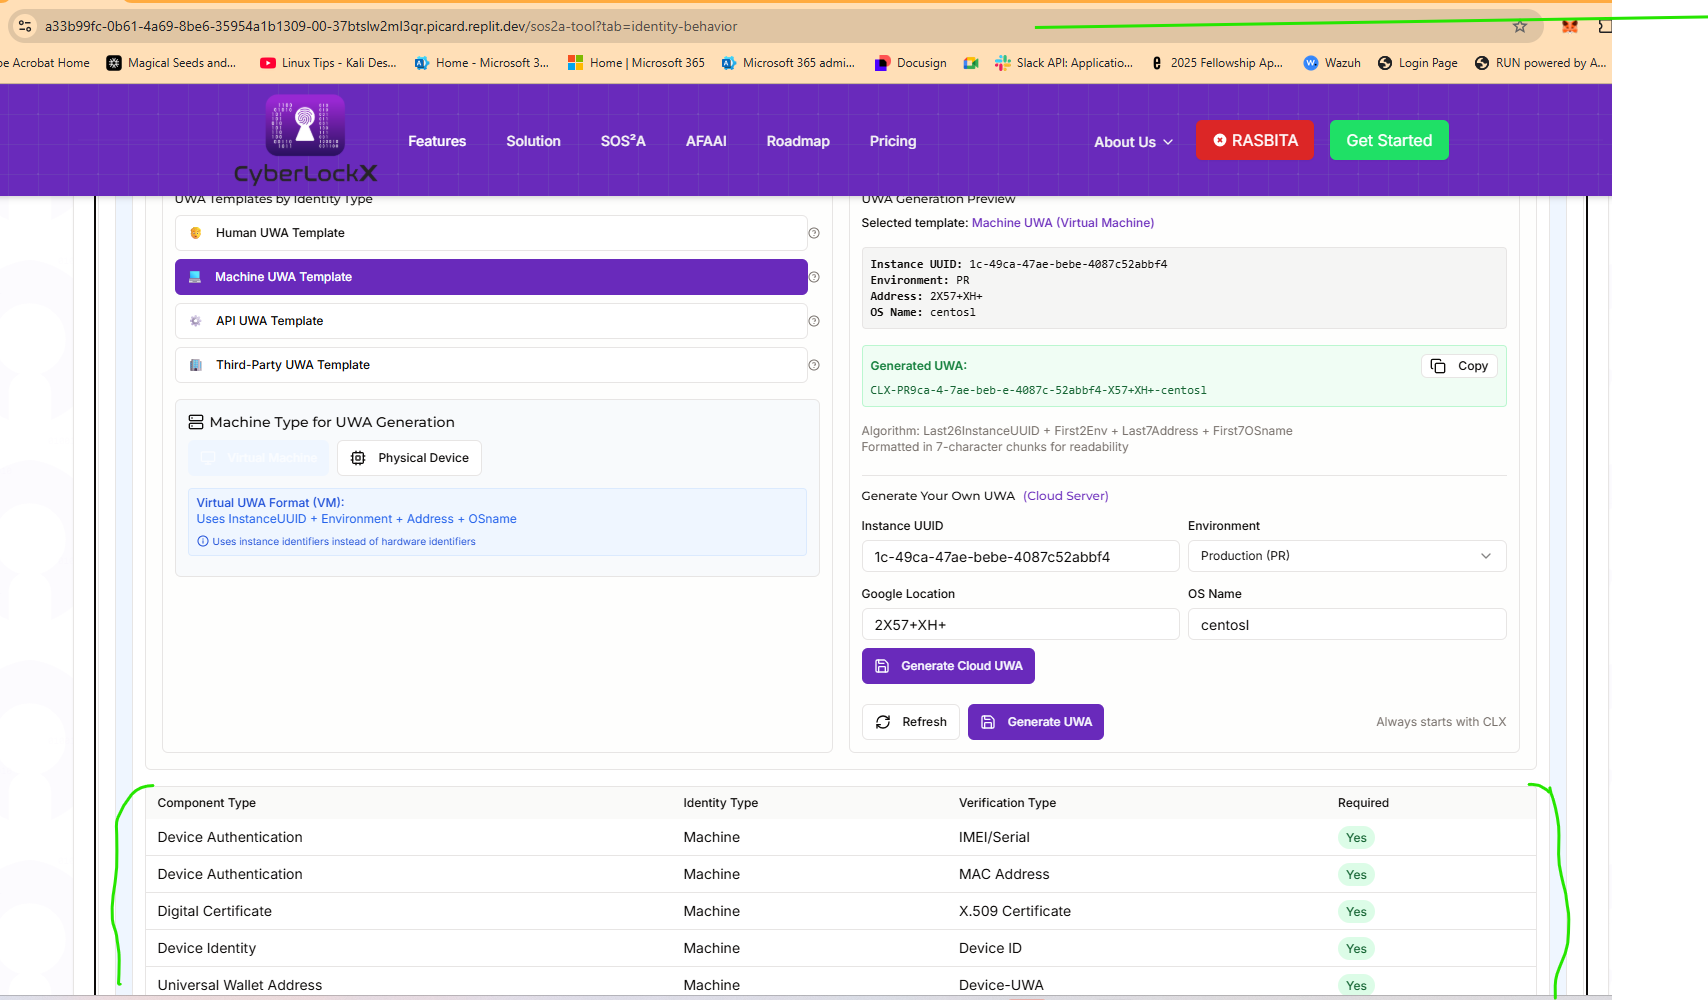 a33b99fc-0b61-4a69-8be6-35954a1b1309-00-37btslw2ml3qr.picard.replit.dev/sos2a-tool?tab=identity-behavior
be Acrobat Home Magical Seeds and... Linux Tips - Kali Des... Home - Microsoft 3... Home | Microsoft 365 Microsoft 365 admi... Docusign Slack API: Applicatio... 2025 Fellowship Ap... Wazuh Login Page RUN powered by A...
CyberLockX
Features Solution SOS²A AFAAI Roadmap Pricing About Us RASBITA Get Started
UWA Templates by Identity Type
Human UWA Template
Machine UWA Template
API UWA Template
Third-Party UWA Template
Machine Type for UWA Generation
Virtual Machine Physical Device
Virtual UWA Format (VM):
Uses InstanceUUID + Environment + Address + OSname
Uses instance identifiers instead of hardware identifiers
UWA Generation Preview
Selected template: Machine UWA (Virtual Machine)
Instance UUID: 1c-49ca-47ae-bebe-4087c52abbf4
Environment: PR
Address: 2X57+XH+
OS Name: centosl
Generated UWA:
Copy
CLX-PR9ca-4-7ae-beb-e-4087c-52abbf4-X57+XH+-centosl
Algorithm: Last26InstanceUUID + First2Env + Last7Address + First7OSname
Formatted in 7-character chunks for readability
Generate Your Own UWA (Cloud Server)
Instance UUID Environment
1c-49ca-47ae-bebe-4087c52abbf4 Production (PR)
Google Location OS Name
2X57+XH+ centosl
Generate Cloud UWA
Refresh Generate UWA Always starts with CLX
Component Type Identity Type Verification Type Required
Device Authentication Machine IMEI/Serial Yes
Device Authentication Machine MAC Address Yes
Digital Certificate Machine X.509 Certificate Yes
Device Identity Machine Device ID Yes
Universal Wallet Address Machine Device-UWA Yes